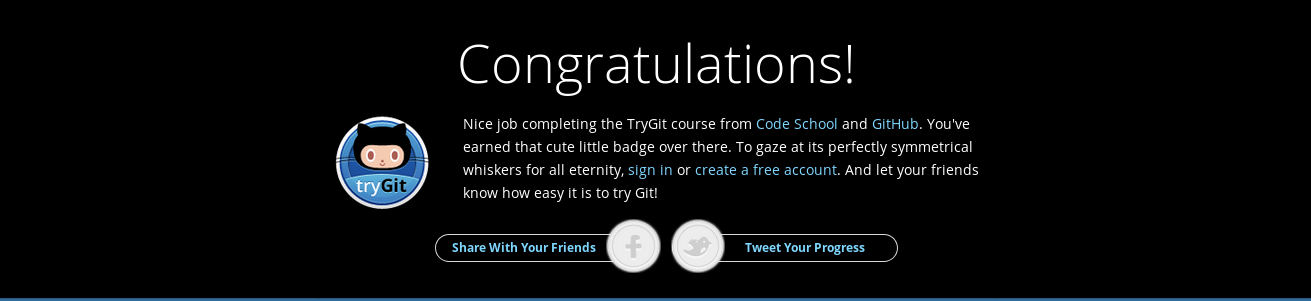 Congratulations!
Nice job completing the TryGit course from Code School and GitHub. You've
earned that cute little badge over there. To gaze at its perfectly symmetrical
whiskers for all eternity, sign in or create a free account. And let your friends
know how easy it is to try Git!
tryGit
Share With Your Friends
Tweet Your Progress